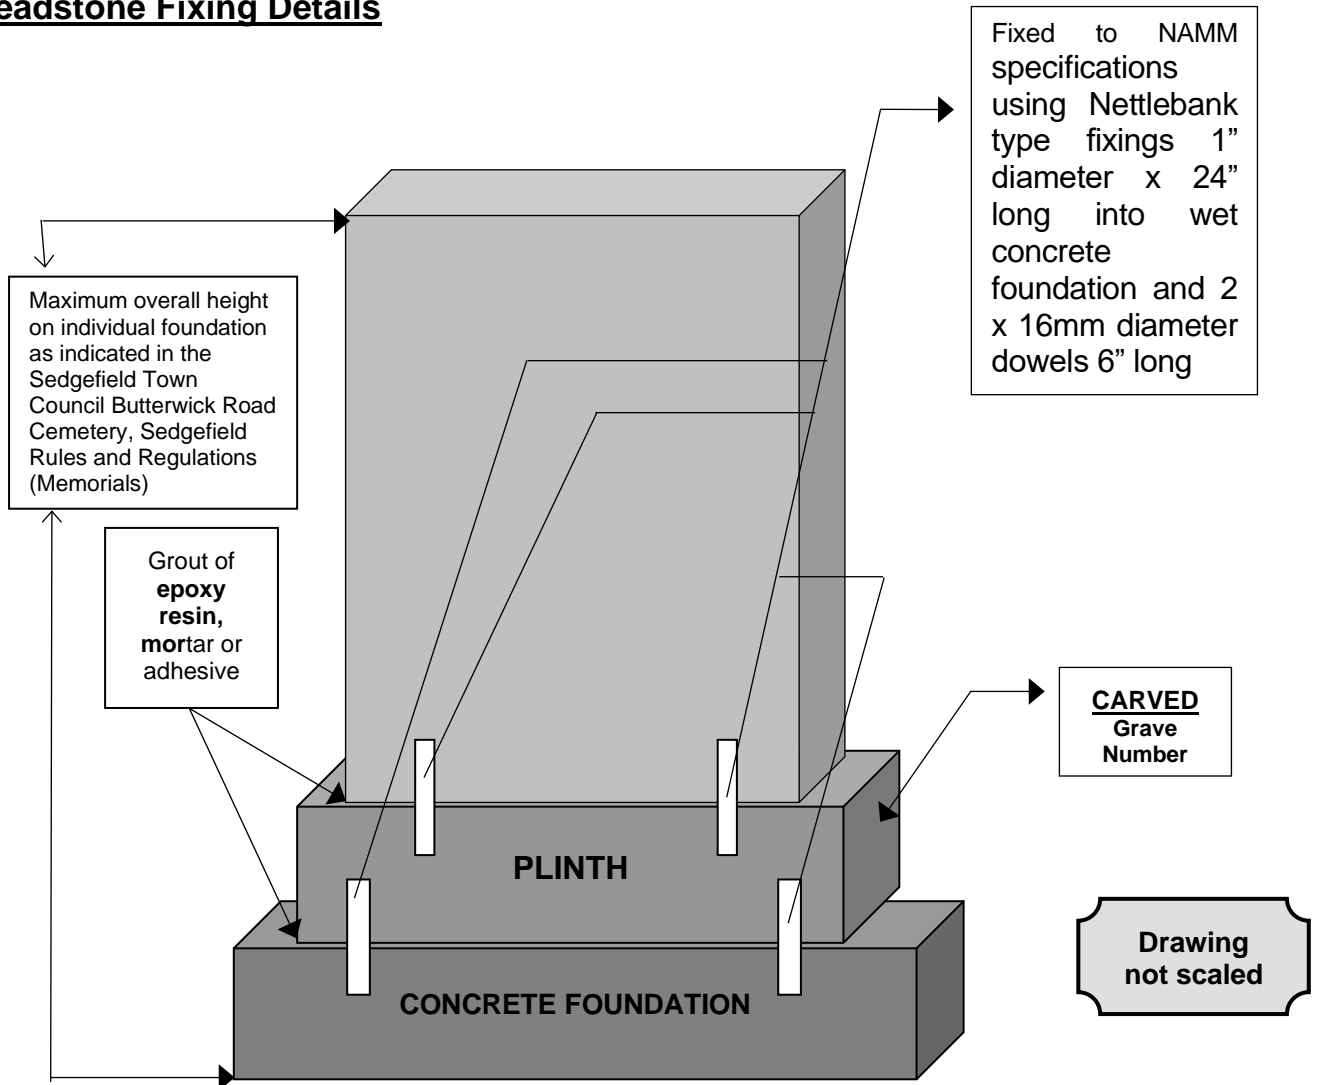 eadstone Fixing Details
Fixed to NAMM
specifications
using Nettlebank
type fixings 1”
diameter x 24”
long into wet
concrete
foundation and 2
x 16mm diameter
dowels 6” long
Maximum overall height
on individual foundation
as indicated in the
Sedgefield Town
Council Butterwick Road
Cemetery, Sedgefield
Rules and Regulations
(Memorials)
Grout of
epoxy
resin,
mortar or
adhesive
CARVED
Grave
Number
PLINTH
Drawing
not scaled
CONCRETE FOUNDATION